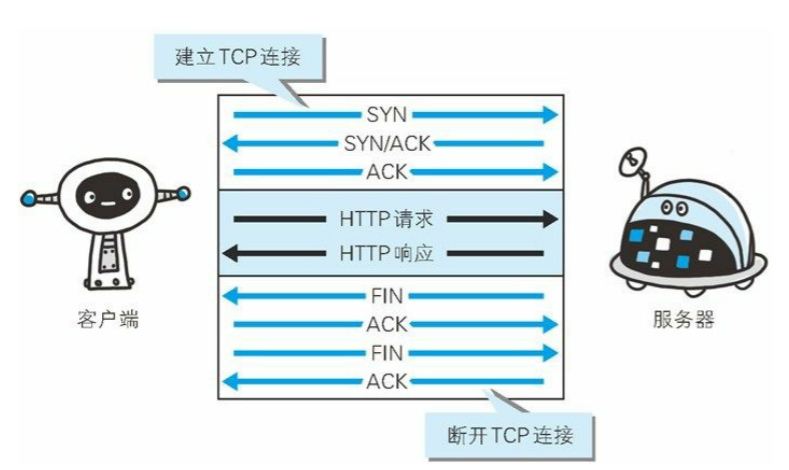 建立TCP连接
SYN
SYN/ACK
ACK
HTTP请求
HTTP响应
FIN
ACK
FIN
ACK
客户端
服务器
断开TCP连接